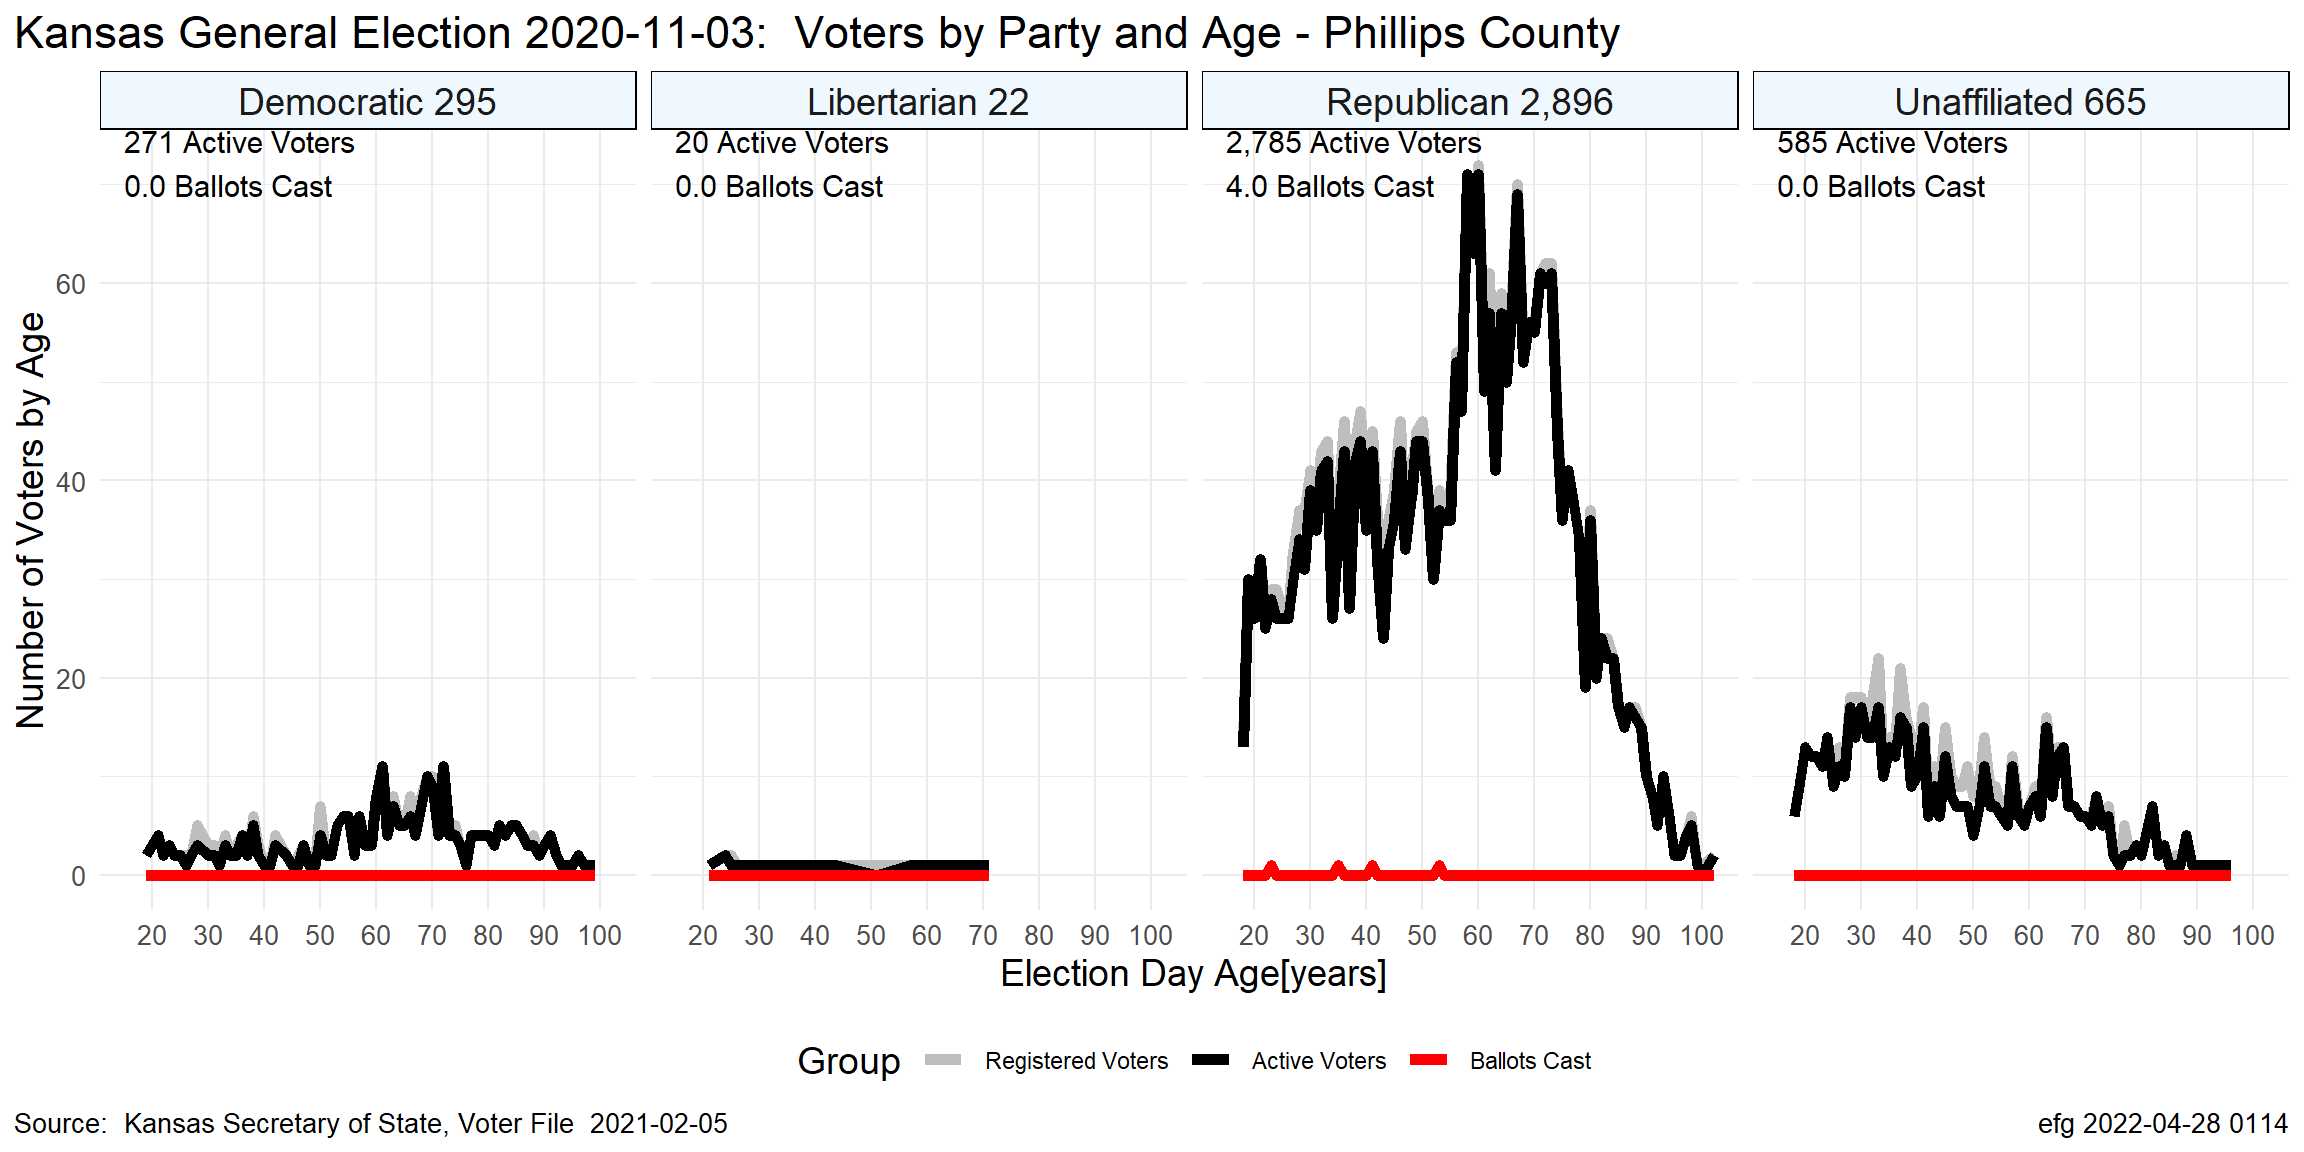 Kansas General Election 2020-11-03:  Voters by Party and Age - Phillips County
Democratic 295
Libertarian 22
Republican 2,896
Unaffiliated 665
271 Active Voters
0.0 Ballots Cast
20 Active Voters
0.0 Ballots Cast
2,785 Active Voters
4.0 Ballots Cast
585 Active Voters
0.0 Ballots Cast
Number of Voters by Age
60
40
20
0
20 30 40 50 60 70 80 90 100
20 30 40 50 60 70 80 90 100
20 30 40 50 60 70 80 90 100
20 30 40 50 60 70 80 90 100
Election Day Age[years]
Group Registered Voters Active Voters Ballots Cast
Source:  Kansas Secretary of State, Voter File  2021-02-05
efg 2022-04-28 0114